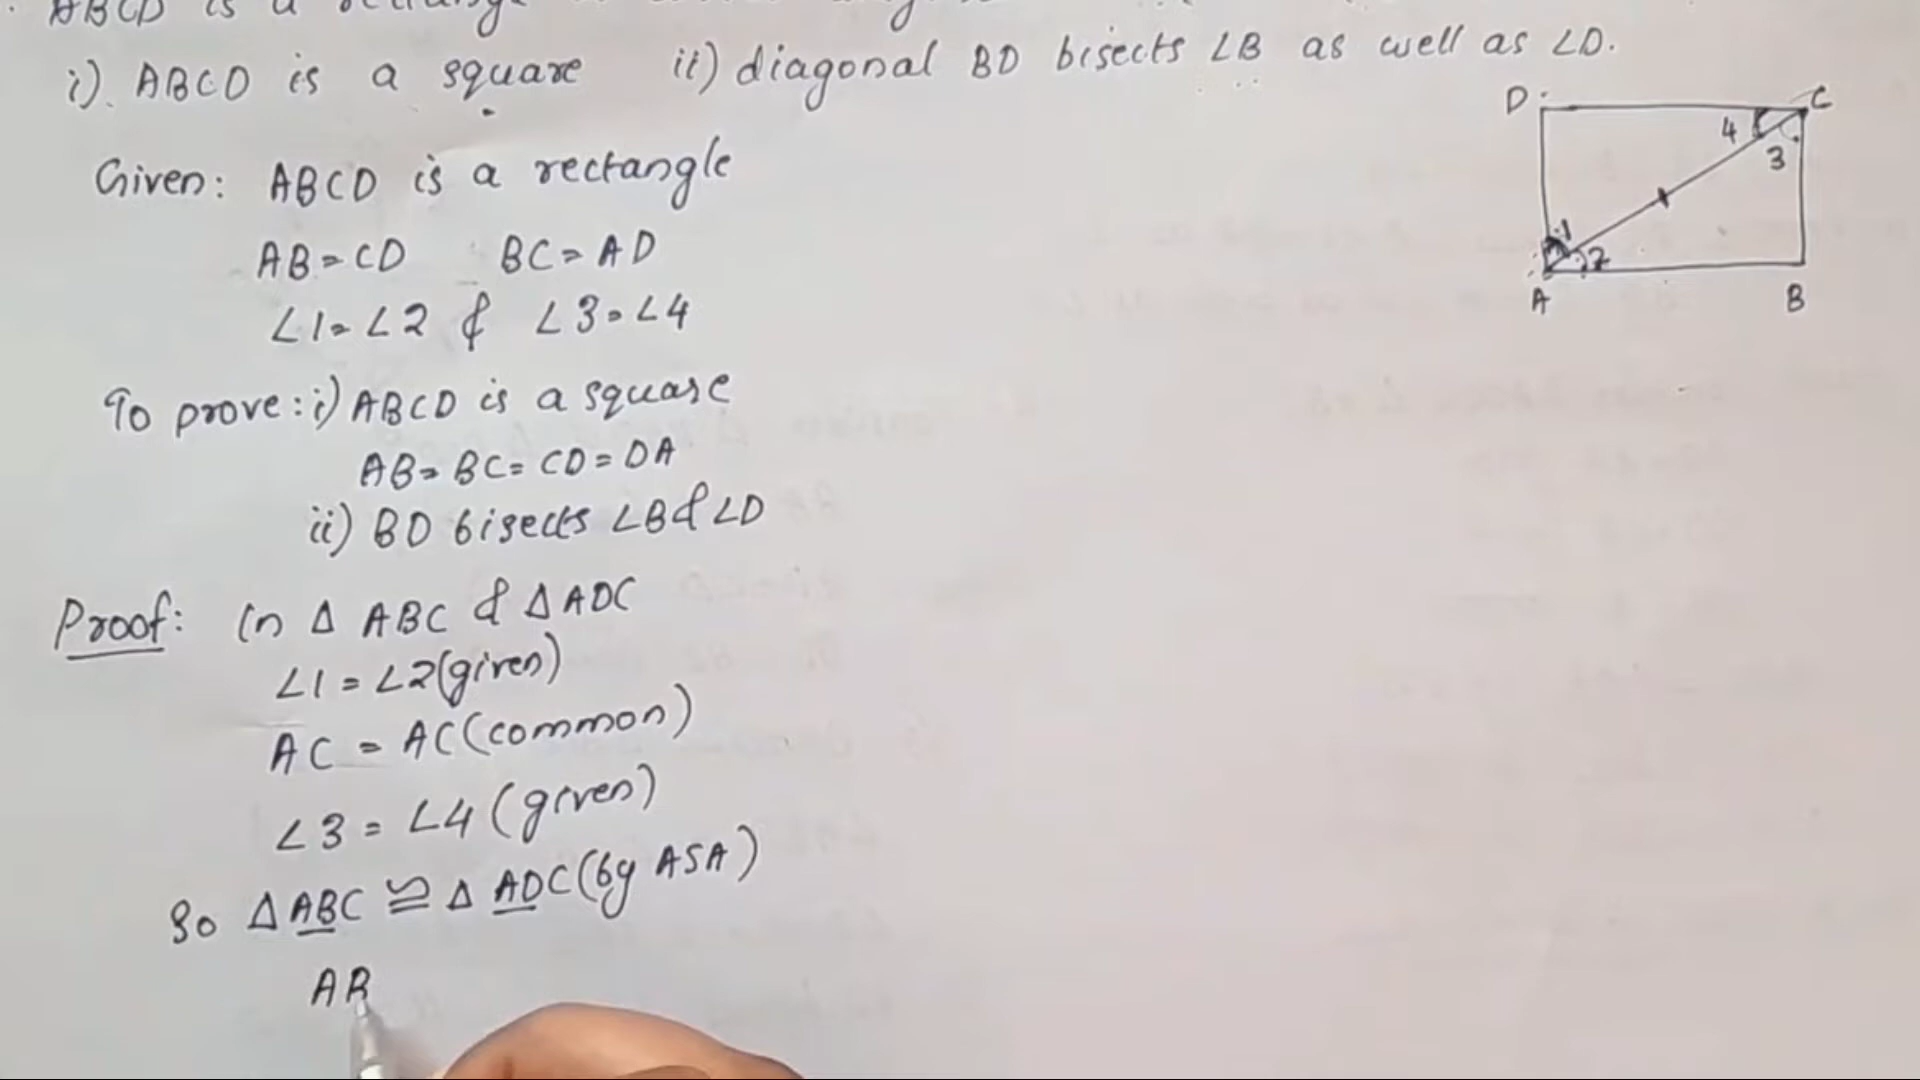 ABCD is a rectangle
i). ABCD is a square ii) diagonal BD bisects ∠B as well as ∠D.
Given: ABCD is a rectangle
AB = CD BC = AD
∠1 = ∠2 & ∠3 = ∠4
To prove: i) ABCD is a square
AB = BC = CD = DA
ii) BD bisects ∠B & ∠D
Proof: In Δ ABC & Δ ADC
∠1 = ∠2 (given)
AC = AC (common)
∠3 = ∠4 (given)
So Δ ABC ≅ Δ ADC (by ASA)
AB
D C
4
3
1
2
A B